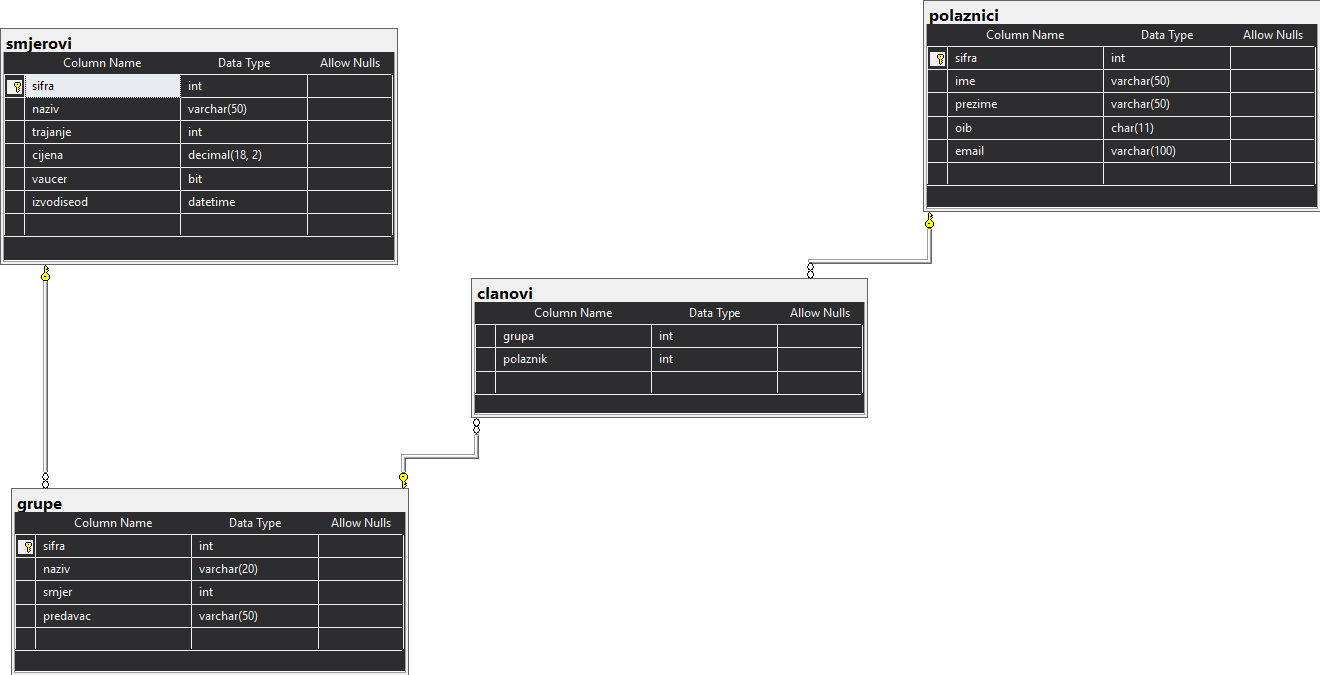 smjerovi
Column Name Data Type Allow Nulls
sifra int
naziv varchar(50)
trajanje int
cijena decimal(18, 2)
vaucer bit
izvodiseod datetime
polaznici
Column Name Data Type Allow Nulls
sifra int
ime varchar(50)
prezime varchar(50)
oib char(11)
email varchar(100)
clanovi
Column Name Data Type Allow Nulls
grupa int
polaznik int
grupe
Column Name Data Type Allow Nulls
sifra int
naziv varchar(20)
smjer int
predavac varchar(50)